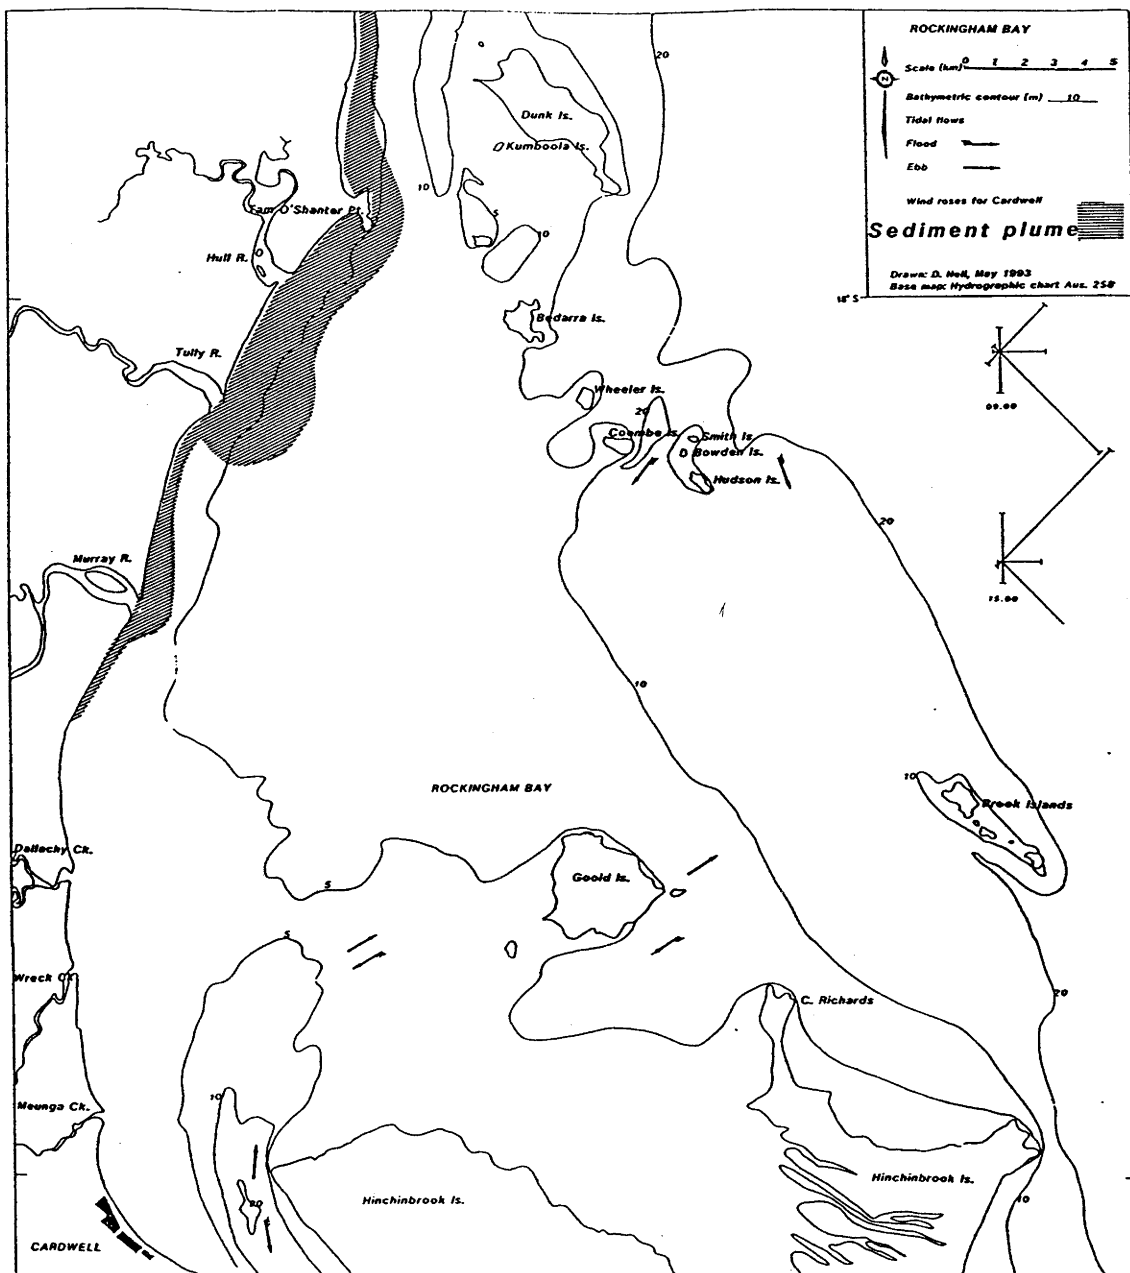 ROCKINGHAM BAY
Scale (km) 0 1 2 3 4 5
Bathymetric contour (m) 10
Tidal flows
Flood
Ebb
Wind roses for Cardwell
Sediment plume
Drawn: D. Neil, May 1993
Base map: Hydrographic chart Aus. 258
N
18° S
20
Dunk Is.
Kumboola Is.
10
5
10
Tam O'Shanter Pt.
Hull R.
Bedarra Is.
Tully R.
09.00
Wheeler Is.
20
Coombe Is.
Smith Is.
Bowden Is.
Hudson Is.
20
Murray R.
15.00
10
ROCKINGHAM BAY
10
Brook Islands
Dallachy Ck.
Goold Is.
5
5
Wreck Ck.
C. Richards
20
Meunga Ck.
10
Hinchinbrook Is.
Hinchinbrook Is.
20
10
CARDWELL